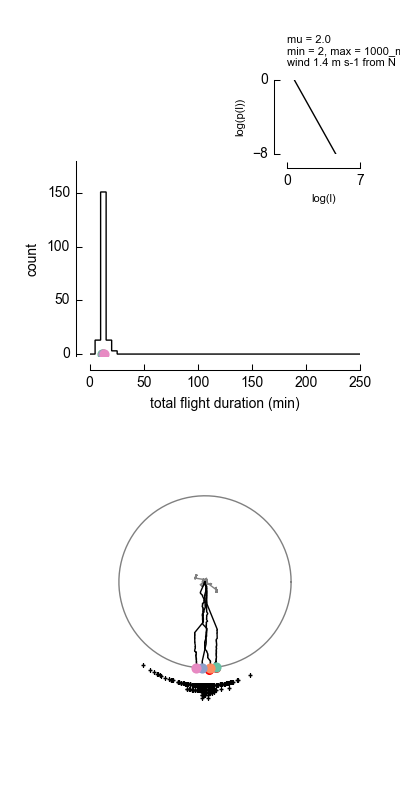 mu = 2.0
min = 2, max = 1000_m
wind 1.4 m s-1 from N
0
log(p(l))
−8
0
7
log(l)
150
100
50
0
count
0
50
100
150
200
250
total flight duration (min)